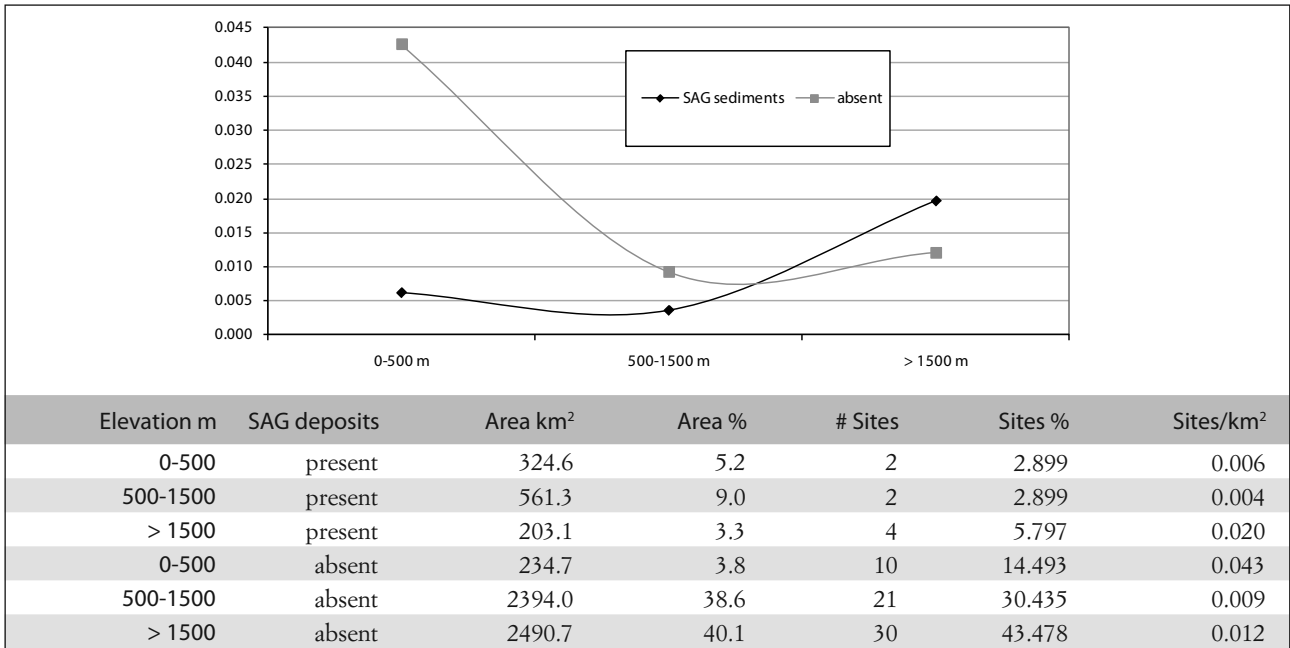 0.045
0.040
0.035
0.030
0.025
0.020
0.015
0.010
0.005
0.000
SAG sediments absent
0-500 m 500-1500 m > 1500 m
Elevation m SAG deposits Area km² Area % # Sites Sites % Sites/km²
0-500 present 324.6 5.2 2 2.899 0.006
500-1500 present 561.3 9.0 2 2.899 0.004
> 1500 present 203.1 3.3 4 5.797 0.020
0-500 absent 234.7 3.8 10 14.493 0.043
500-1500 absent 2394.0 38.6 21 30.435 0.009
> 1500 absent 2490.7 40.1 30 43.478 0.012